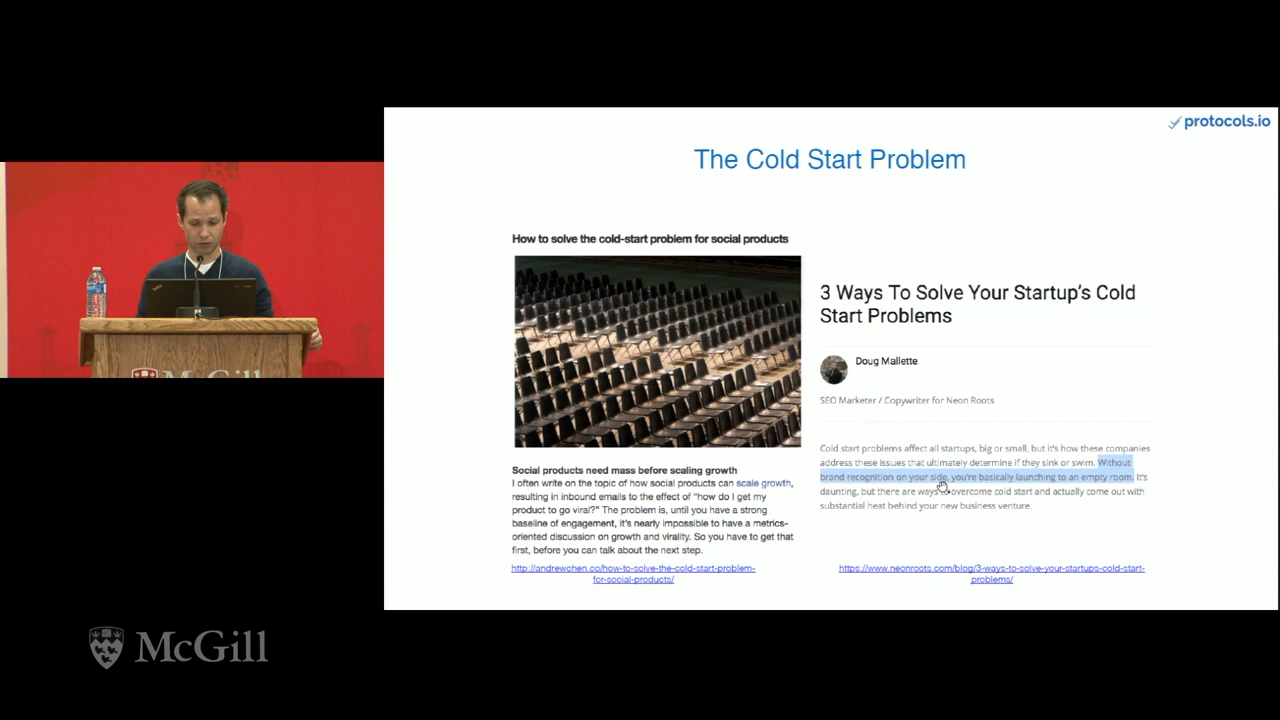 protocols.io
The Cold Start Problem
How to solve the cold-start problem for social products
Social products need mass before scaling growth
I often write on the topic of how social products can scale growth,
resulting in inbound emails to the effect of "how do I get my
product to go viral?" The problem is, until you have a strong
baseline of engagement, it's nearly impossible to have a metrics-
oriented discussion on growth and virality. So you have to get that
first, before you can talk about the next step.
http://andrewchen.co/how-to-solve-the-cold-start-problem-
for-social-products/
3 Ways To Solve Your Startup's Cold
Start Problems
Doug Mallette
SEO Marketer / Copywriter for Neon Roots
Cold start problems affect all startups, big or small, but it's how these companies
address these issues that ultimately determine if they sink or swim. Without
brand recognition on your side, you're basically launching to an empty room. It's
daunting, but there are ways overcome cold start and actually come out with
substantial heat behind your new business venture.
https://www.neonroots.com/blog/3-ways-to-solve-your-startups-cold-start-
problems/
McGill
McGill